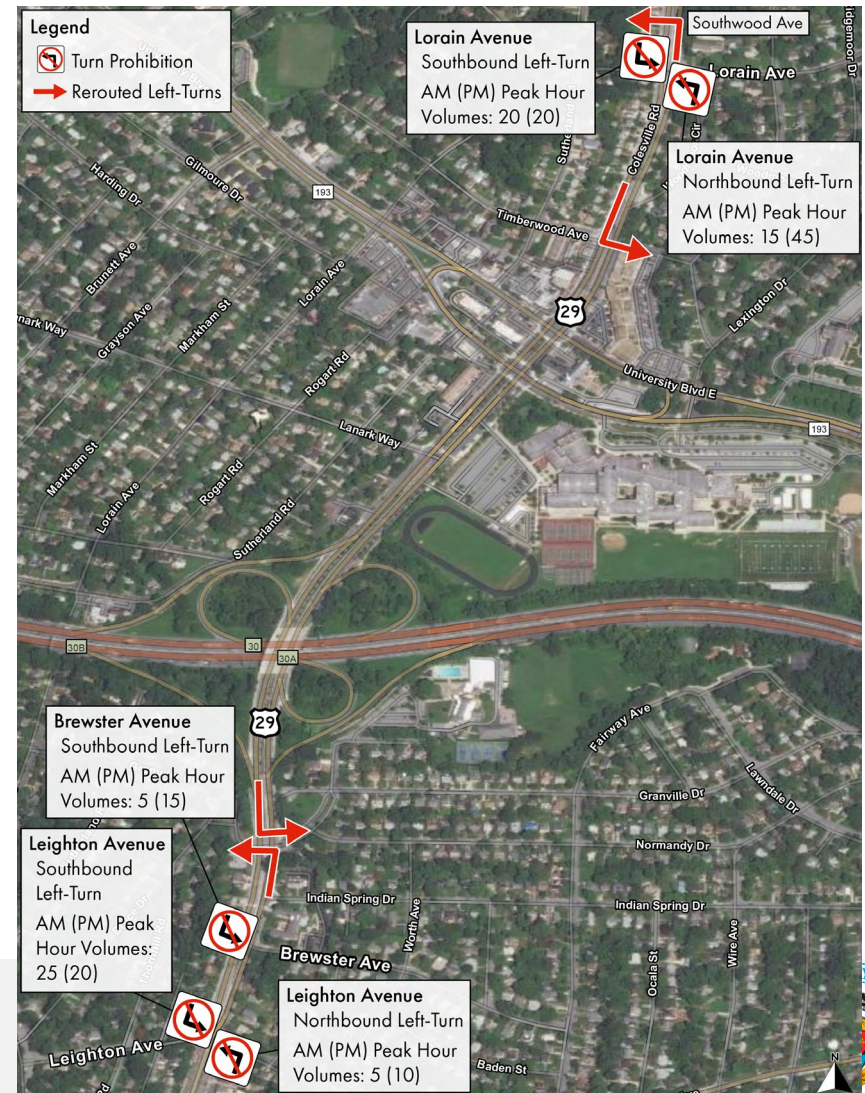 Legend
Turn Prohibition
Rerouted Left-Turns
Lorain Avenue
Southbound Left-Turn
AM (PM) Peak Hour
Volumes: 20 (20)
Southwood Ave
Lorain Ave
Colesville Rd
Lorain Avenue
Northbound Left-Turn
AM (PM) Peak Hour
Volumes: 15 (45)
Harding Dr
Gilmoure Dr
193
Timberwood Ave
Brunett Ave
Grayson Ave
Markham St
Lorain Ave
29
Lexington Dr
Rogart Rd
University Blvd E
Lanark Way
193
Markham St
Lorain Ave
Rogart Rd
Sutherland Rd
30B
30
30A
29
Brewster Avenue
Southbound Left-Turn
AM (PM) Peak Hour
Volumes: 5 (15)
Fairway Ave
Lawndale Dr
Granville Dr
Normandy Dr
Leighton Avenue
Southbound
Left-Turn
AM (PM) Peak
Hour Volumes:
25 (20)
Indian Spring Dr
Indian Spring Dr
Worth Ave
Wire Ave
Ocala St
Brewster Ave
Leighton Avenue
Northbound Left-Turn
AM (PM) Peak Hour
Volumes: 5 (10)
Leighton Ave
Baden St
N